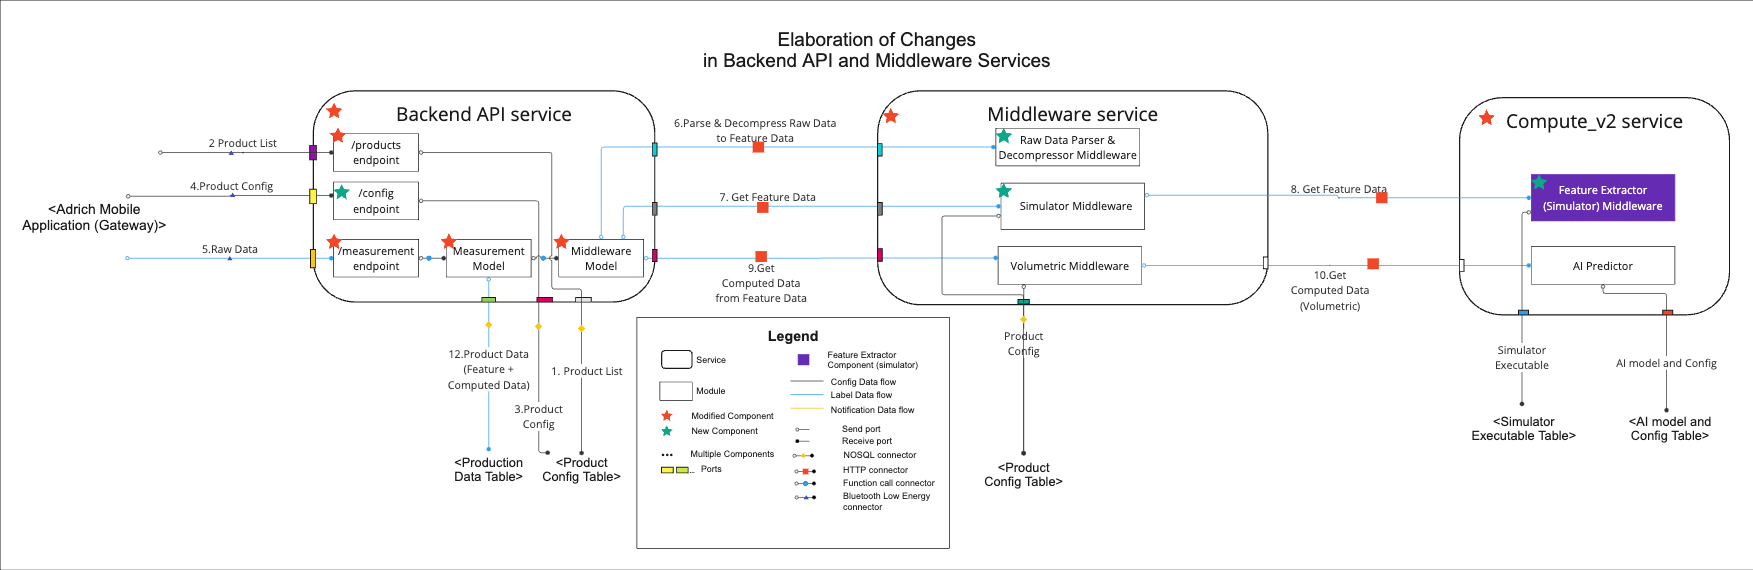 Elaboration of Changes
in Backend API and Middleware Services
Backend API service
Middleware service
Compute_v2 service
2 Product List
/products
endpoint
4.Product Config
/config
endpoint
<Adrich Mobile
Application (Gateway)>
5.Raw Data
/measurement
endpoint
Measurement
Model
Middleware
Model
6.Parse & Decompress Raw Data
to Feature Data
Raw Data Parser &
Decompressor Middleware
7. Get Feature Data
Simulator Middleware
8. Get Feature Data
Feature Extractor
(Simulator) Middleware
9.Get
Computed Data
from Feature Data
Volumetric Middleware
10.Get
Computed Data
(Volumetric)
AI Predictor
12.Product Data
(Feature +
Computed Data)
1. Product List
3.Product
Config
<Production
Data Table>
<Product
Config Table>
Product
Config
<Product
Config Table>
Simulator
Executable
AI model and Config
<Simulator
Executable Table>
<AI model and
Config Table>
Legend
Service
Module
Modified Component
New Component
Multiple Components
... Ports
Feature Extractor
Component (simulator)
Config Data flow
Label Data flow
Notification Data flow
Send port
Receive port
NOSQL connector
HTTP connector
Function call connector
Bluetooth Low Energy
connector